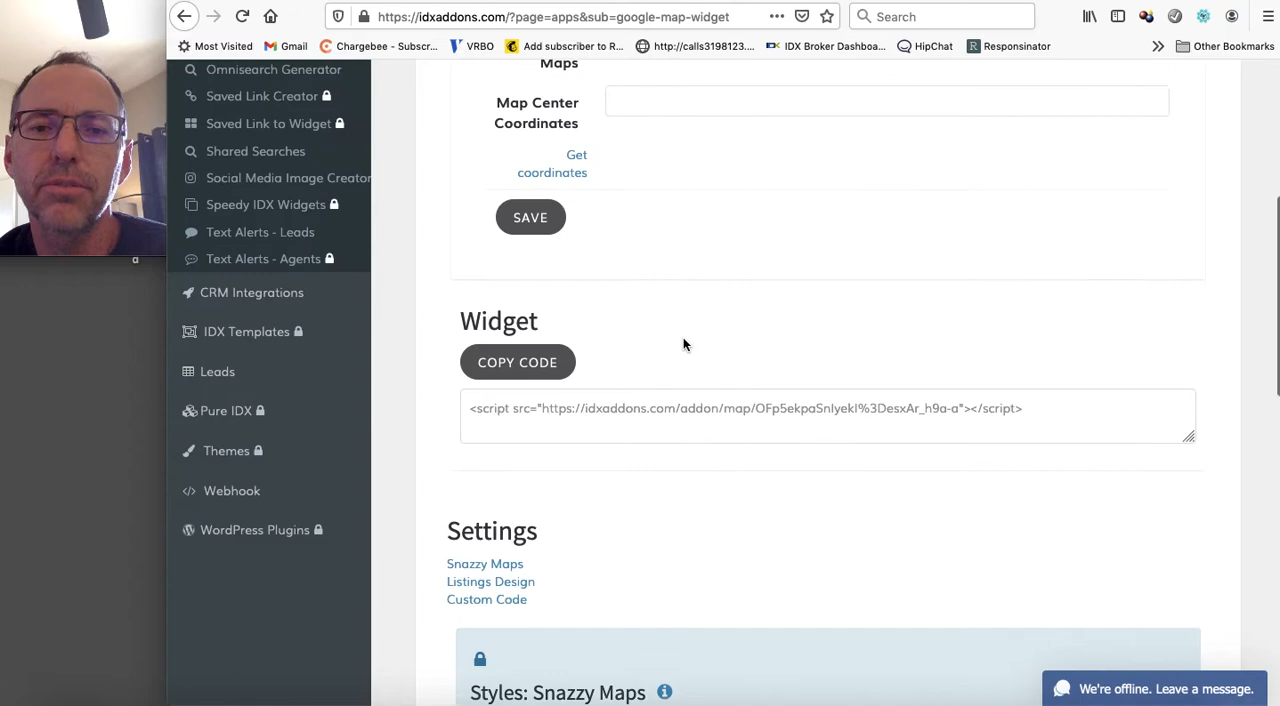 https://idxaddons.com/?page=apps&sub=google-map-widget
Search
Most Visited
Gmail
Chargebee - Subscr...
VRBO
Add subscriber to R...
http://calls3198123....
IDX Broker Dashboa...
HipChat
Responsinator
Other Bookmarks
Omnisearch Generator
Saved Link Creator
Saved Link to Widget
Shared Searches
Social Media Image Creator
Speedy IDX Widgets
Text Alerts - Leads
Text Alerts - Agents
CRM Integrations
IDX Templates
Leads
Pure IDX
Themes
Webhook
WordPress Plugins
a
Maps
Map Center
Coordinates
Get
coordinates
SAVE
Widget
COPY CODE
<script src="https://idxaddons.com/addon/map/OFp5ekpaSnIyekI%3DesxAr_h9a-a"></script>
Settings
Snazzy Maps
Listings Design
Custom Code
Styles: Snazzy Maps
We're offline. Leave a message.